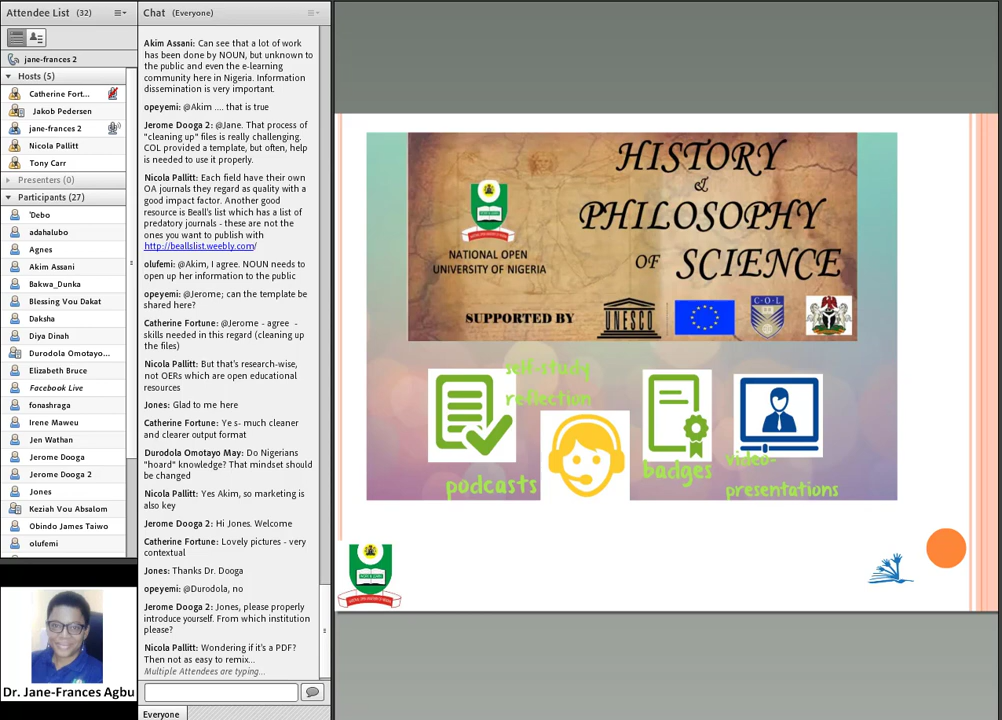 Attendee List (32)
jane-frances 2
Hosts (5)
Catherine Fort...
Jakob Pedersen
jane-frances 2
Nicola Pallitt
Tony Carr
Presenters (0)
Participants (27)
'Debo
adahalubo
Agnes
Akim Assani
Bakwa_Dunka
Blessing Vou Dakat
Daksha
Diya Dinah
Durodola Omotayo...
Elizabeth Bruce
Facebook Live
fonashraga
Irene Maweu
Jen Wathan
Jerome Dooga
Jerome Dooga 2
Jones
Keziah Vou Absalom
Obindo James Taiwo
olufemi
Dr. Jane-Frances Agbu
Chat (Everyone)
Akim Assani: Can see that a lot of work
has been done by NOUN, but unknown to
the public and even the e-learning
community here in Nigeria. Information
dissemination is very important.
opeyemi: @Akim .... that is true
Jerome Dooga 2: @Jane. That process of
"cleaning up" files is really challenging.
COL provided a template, but often, help
is needed to use it properly.
Nicola Pallitt: Each field have their own
OA journals they regard as quality with a
good impact factor. Another good
resource is Beall's list which has a list of
predatory journals - these are not the
ones you want to publish with
http://beallslist.weebly.com/
olufemi: @Akim, I agree. NOUN needs to
open up her information to the public
opeyemi: @Jerome; can the template be
shared here?
Catherine Fortune: @Jerome - agree -
skills needed in this regard (cleaning up
the files)
Nicola Pallitt: But that's research-wise,
not OERs which are open educational
resources
Jones: Glad to me here
Catherine Fortune: Ye s- much cleaner
and clearer output format
Durodola Omotayo May: Do Nigerians
"hoard" knowledge? That mindset should
be changed
Nicola Pallitt: Yes Akim, so marketing is
also key
Jerome Dooga 2: Hi Jones. Welcome
Catherine Fortune: Lovely pictures - very
contextual
Jones: Thanks Dr. Dooga
opeyemi: @Durodola, no
Jerome Dooga 2: Jones, please properly
introduce yourself. From which institution
please?
Nicola Pallitt: Wondering if it's a PDF?
Then not as easy to remix...
Multiple Attendees are typing...
Everyone
HISTORY
&
PHILOSOPHY
OF SCIENCE
NATIONAL OPEN
UNIVERSITY OF NIGERIA
SUPPORTED BY
UNESCO
C O L
self-study
reflection
podcasts
badges
video-
presentations